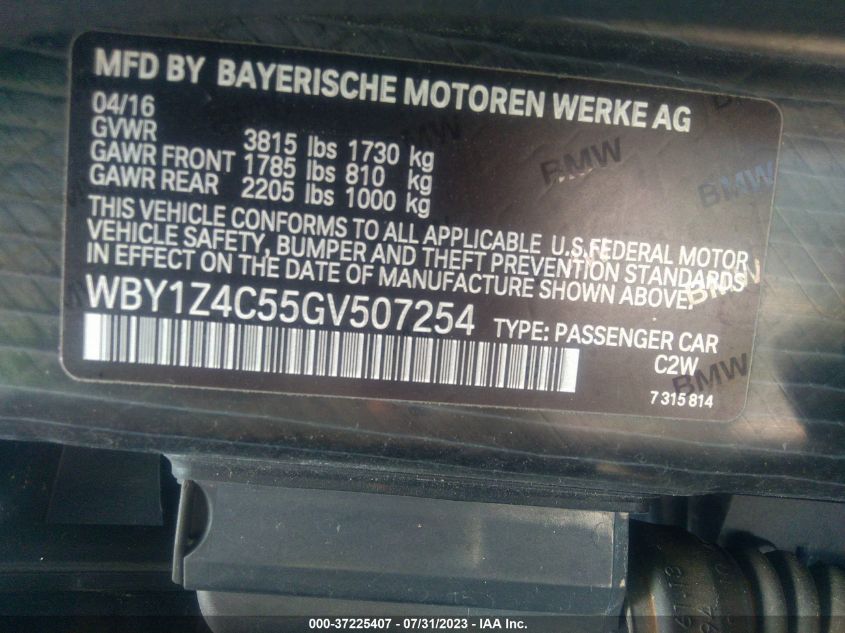 MFD BY BAYERISCHE MOTOREN WERKE AG
04/16
GVWR 3815 lbs 1730 kg
GAWR FRONT 1785 lbs 810 kg
GAWR REAR 2205 lbs 1000 kg
THIS VEHICLE CONFORMS TO ALL APPLICABLE U.S. FEDERAL MOTOR
VEHICLE SAFETY, BUMPER AND THEFT PREVENTION STANDARDS
IN EFFECT ON THE DATE OF MANUFACTURE SHOWN ABOVE.
WBY1Z4C55GV507254 TYPE: PASSENGER CAR
C2W
7 315 814
BMW
BMW
BMW
BMW
000-37225407 / 07/31/2023 - IAA Inc.